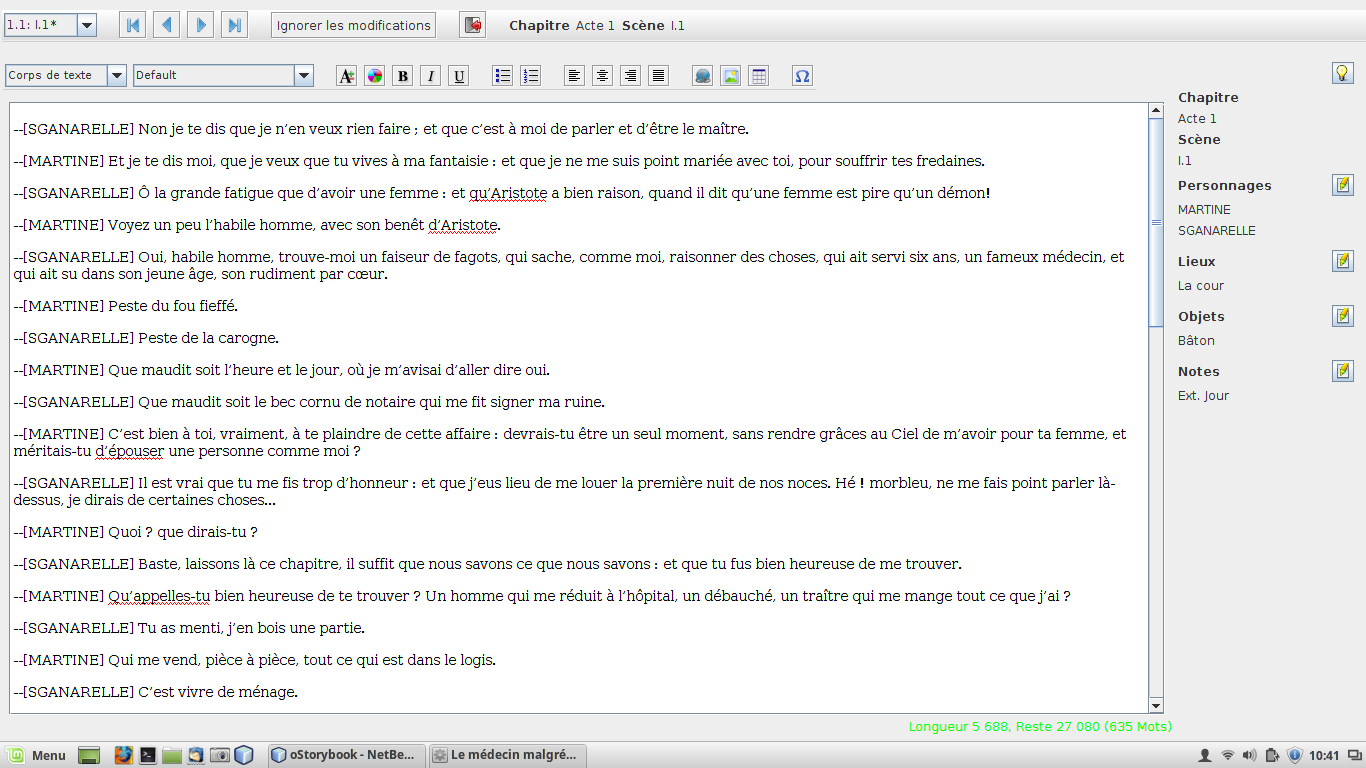 1.1: I.1*
Ignorer les modifications
Chapitre Acte 1 Scène I.1
Corps de texte
Default
A B I U Ω
--[SGANARELLE] Non je te dis que je n’en veux rien faire ; et que c’est à moi de parler et d’être le maître.
--[MARTINE] Et je te dis moi, que je veux que tu vives à ma fantaisie : et que je ne me suis point mariée avec toi, pour souffrir tes fredaines.
--[SGANARELLE] Ô la grande fatigue que d’avoir une femme : et qu’Aristote a bien raison, quand il dit qu’une femme est pire qu’un démon!
--[MARTINE] Voyez un peu l’habile homme, avec son benêt d’Aristote.
--[SGANARELLE] Oui, habile homme, trouve-moi un faiseur de fagots, qui sache, comme moi, raisonner des choses, qui ait servi six ans, un fameux médecin, et
qui ait su dans son jeune âge, son rudiment par cœur.
--[MARTINE] Peste du fou fieffé.
--[SGANARELLE] Peste de la carogne.
--[MARTINE] Que maudit soit l’heure et le jour, où je m’avisai d’aller dire oui.
--[SGANARELLE] Que maudit soit le bec cornu de notaire qui me fit signer ma ruine.
--[MARTINE] C’est bien à toi, vraiment, à te plaindre de cette affaire : devrais-tu être un seul moment, sans rendre grâces au Ciel de m’avoir pour ta femme, et
méritais-tu d’épouser une personne comme moi ?
--[SGANARELLE] Il est vrai que tu me fis trop d’honneur : et que j’eus lieu de me louer la première nuit de nos noces. Hé ! morbleu, ne me fais point parler là-
dessus, je dirais de certaines choses...
--[MARTINE] Quoi ? que dirais-tu ?
--[SGANARELLE] Baste, laissons là ce chapitre, il suffit que nous savons ce que nous savons : et que tu fus bien heureuse de me trouver.
--[MARTINE] Qu’appelles-tu bien heureuse de te trouver ? Un homme qui me réduit à l’hôpital, un débauché, un traître qui me mange tout ce que j’ai ?
--[SGANARELLE] Tu as menti, j’en bois une partie.
--[MARTINE] Qui me vend, pièce à pièce, tout ce qui est dans le logis.
--[SGANARELLE] C’est vivre de ménage.
Longueur 5 688, Reste 27 080 (635 Mots)
Chapitre
Acte 1
Scène
I.1
Personnages
MARTINE
SGANARELLE
Lieux
La cour
Objets
Bâton
Notes
Ext. Jour
Menu
oStorybook - NetBe...
Le médecin malgré...
10:41